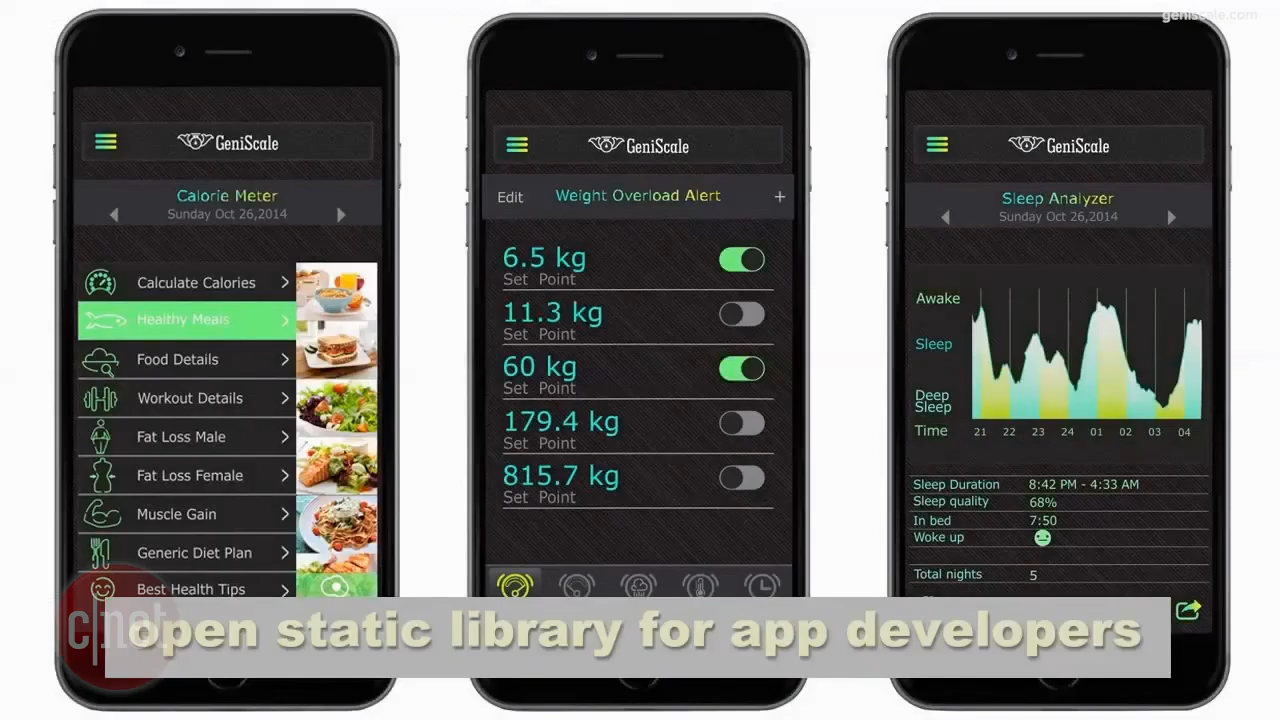 geniscale.com
GeniScale
Calorie Meter
Sunday Oct 26,2014
Calculate Calories
Healthy Meals
Food Details
Workout Details
Fat Loss Male
Fat Loss Female
Muscle Gain
Generic Diet Plan
Best Health Tips
GeniScale
Edit Weight Overload Alert +
6.5 kg
Set Point
11.3 kg
Set Point
60 kg
Set Point
179.4 kg
Set Point
815.7 kg
Set Point
GeniScale
Sleep Analyzer
Sunday Oct 26,2014
Awake
Sleep
Deep
Sleep
Time 21 22 23 24 01 02 03 04
Sleep Duration 8:42 PM - 4:33 AM
Sleep quality 68%
In bed 7:50
Woke up
Total nights 5
c|net
open static library for app developers